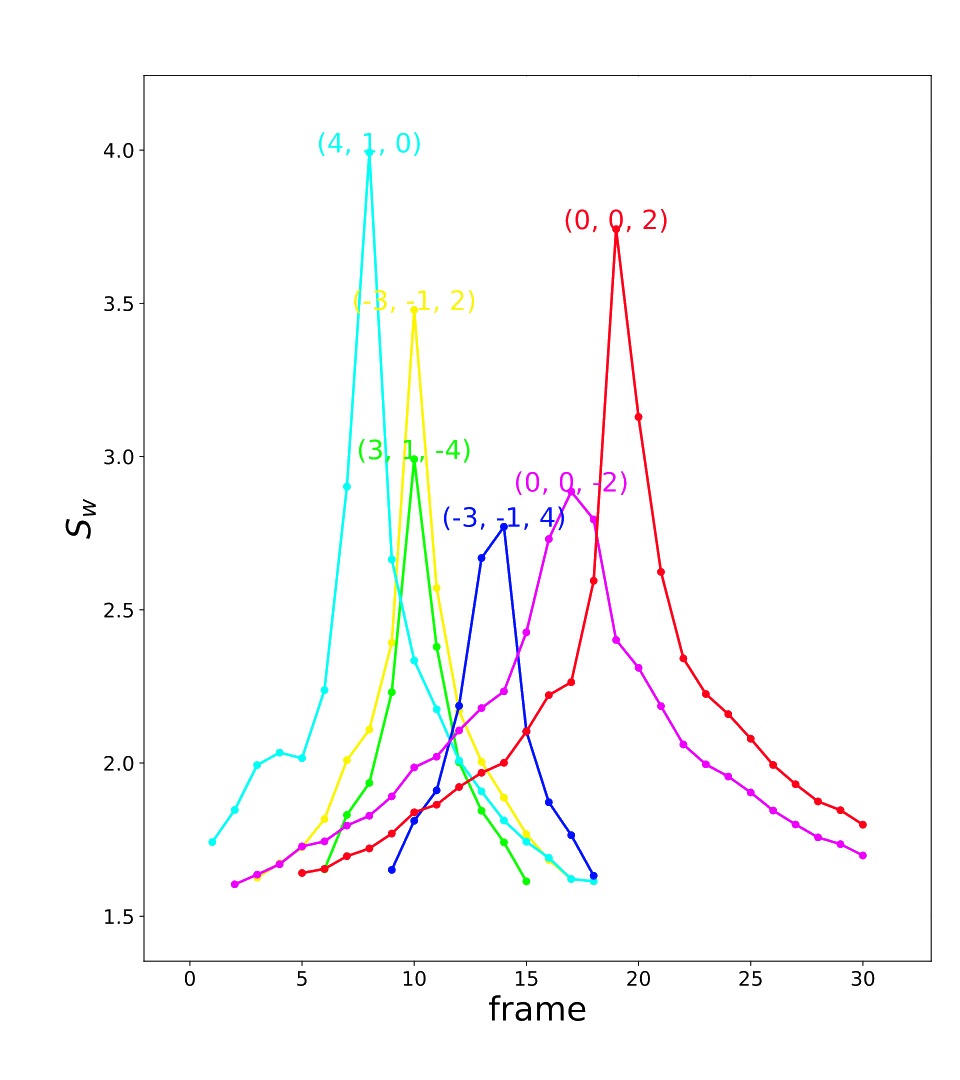 (4, 1, 0)
(0, 0, 2)
(-3, -1, 2)
(3, 1, -4)
(0, 0, -2)
(-3, -1, 4)
4.0
3.5
3.0
2.5
2.0
1.5
S_w
0 5 10 15 20 25 30
frame